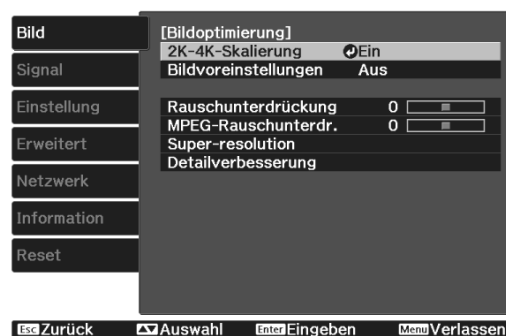 Bild
Signal
Einstellung
Erweitert
Netzwerk
Information
Reset
[Bildoptimierung]
2K-4K-Skalierung Ein
Bildvoreinstellungen Aus
Rauschunterdrückung 0
MPEG-Rauschunterdr. 0
Super-resolution
Detailverbesserung
Esc Zurück Auswahl Enter Eingeben Menu Verlassen